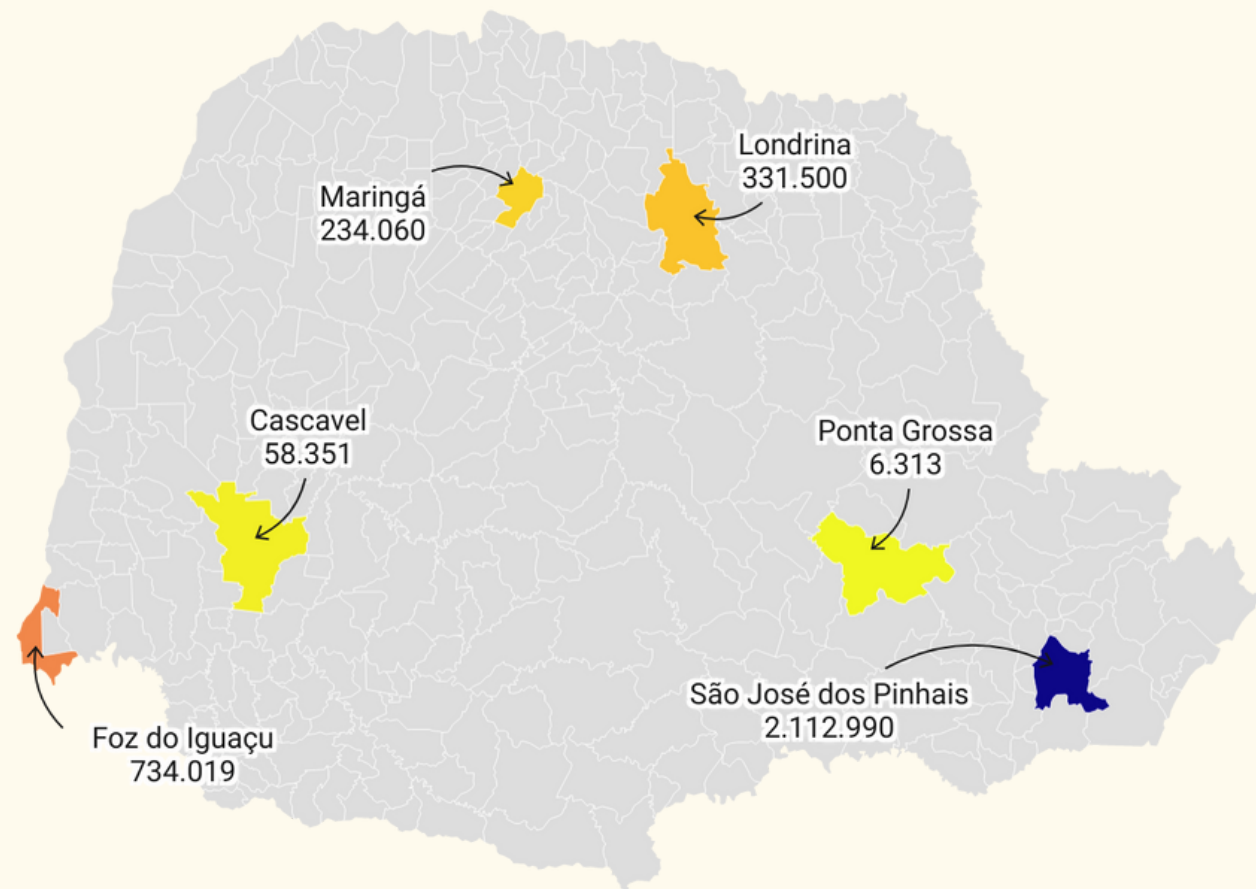 Londrina
331.500
Maringá
234.060
Cascavel
58.351
Ponta Grossa
6.313
São José dos Pinhais
2.112.990
Foz do Iguaçu
734.019